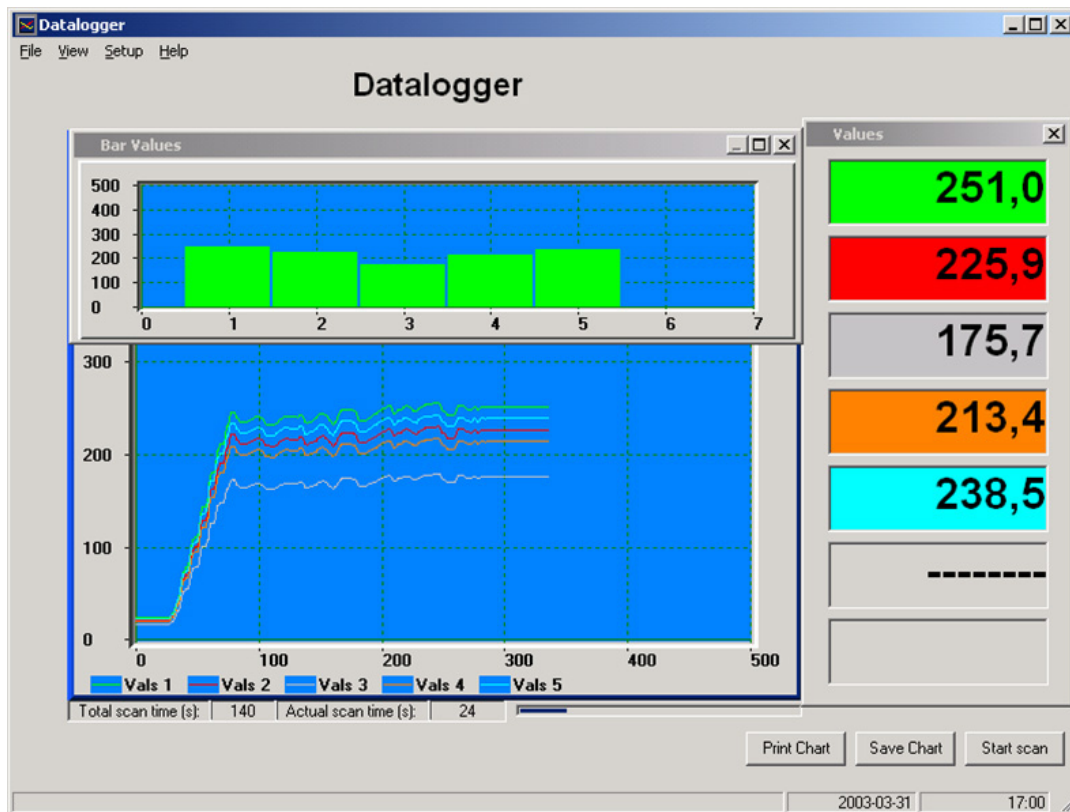 Datalogger
File View Setup Help
Datalogger
Bar Values
500
400
300
200
100
0
0 1 2 3 4 5 6 7
300
200
100
0
0 100 200 300 400 500
Vals 1 Vals 2 Vals 3 Vals 4 Vals 5
Total scan time (s): 140 Actual scan time (s): 24
Values
251,0
225,9
175,7
213,4
238,5
--------
Print Chart Save Chart Start scan
2003-03-31 17:00